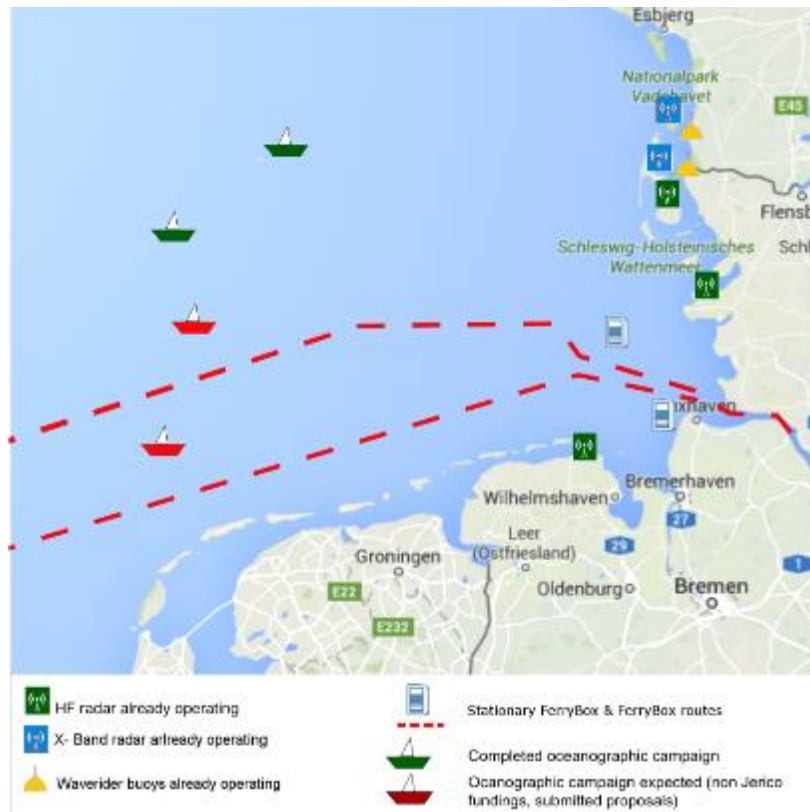 Esbjerg
Nationalpark
Vadehavet
E45
Flensb
Schleswig-Holsteinisches
Wattenmeer
Schl
xhaven
Wilhelmshaven
Bremerhaven
27
Leer
(Ostfriesland)
29
1
Groningen
Oldenburg
Bremen
E22
E232
HF radar already operating
X- Band radar arlready operating
Waverider buoys already operating
Stationary FerryBox & FerryBox routes
Completed oceanographic campaign
Ocanographic campaign expected (non Jerico
fundings, submitted proposals)